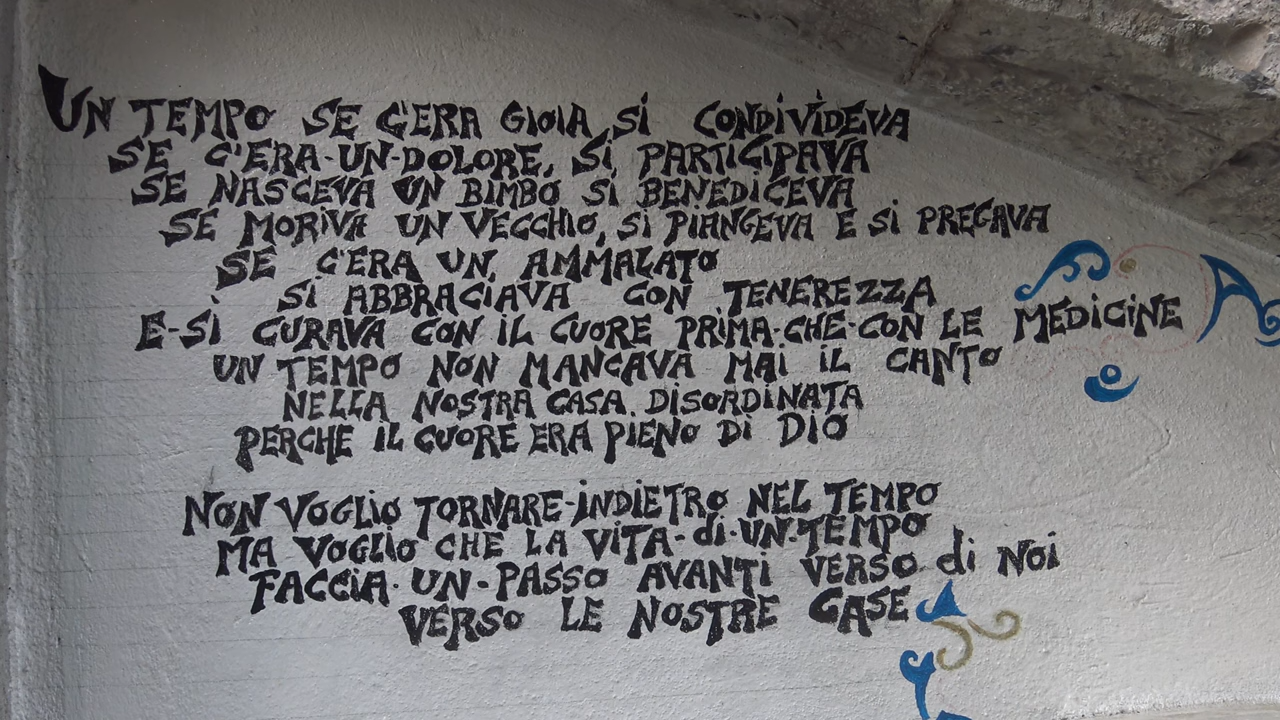 UN TEMPO SE C'ERA GIOIA SI CONDIVIDEVA
SE C'ERA-UN-DOLORE, SI PARTICIPAVA
SE NASCEVA UN BIMBO SI BENEDICEVA
SE MORIVA UN VECCHIO, SI PIANGEVA E SI PREGAVA
SE C'ERA UN AMMALATO
SI ABBRACIAVA CON TENEREZZA
E-SÌ CURAVA CON IL CUORE PRIMA-CHE-CON LE MEDICINE
UN TEMPO NON MANCAVA MAI IL CANTO
NELLA NOSTRA CASA DISORDINATA
PERCHE IL CUORE ERA PIENO DI DIO
NON VOGLIO TORNARE-INDIETRO NEL TEMPO
MA VOGLIO CHE LA VITA-di-UN-TEMPO
FACCIA-UN-PASSO AVANTI VERSO di NOI
VERSO LE NOSTRE CASE